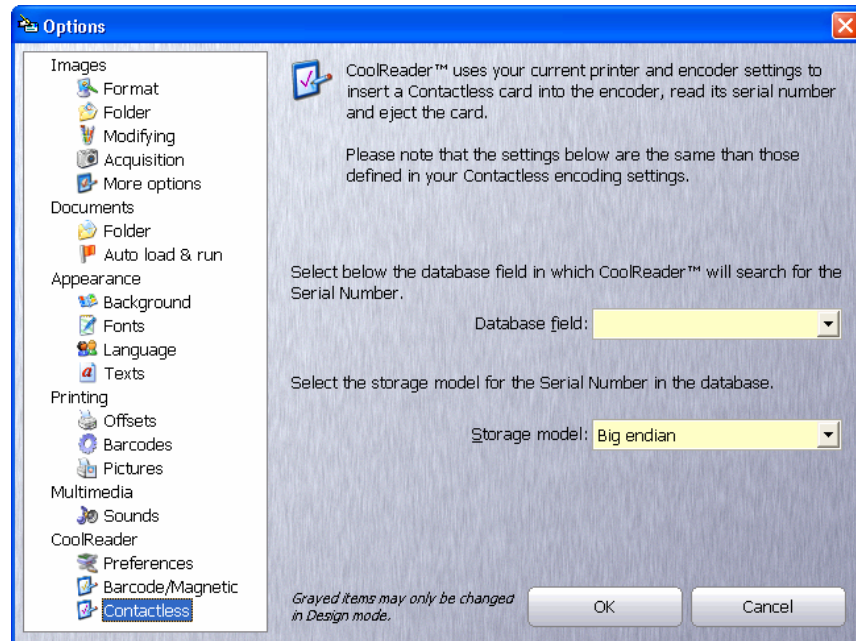 Options
Images
Format
Folder
Modifying
Acquisition
More options
Documents
Folder
Auto load & run
Appearance
Background
Fonts
Language
Texts
Printing
Offsets
Barcodes
Pictures
Multimedia
Sounds
CoolReader
Preferences
Barcode/Magnetic
Contactless
CoolReader™ uses your current printer and encoder settings to
insert a Contactless card into the encoder, read its serial number
and eject the card.
Please note that the settings below are the same than those
defined in your Contactless encoding settings.
Select below the database field in which CoolReader™ will search for the
Serial Number.
Database field:
Select the storage model for the Serial Number in the database.
Storage model: Big endian
Grayed items may only be changed
in Design mode.
OK
Cancel